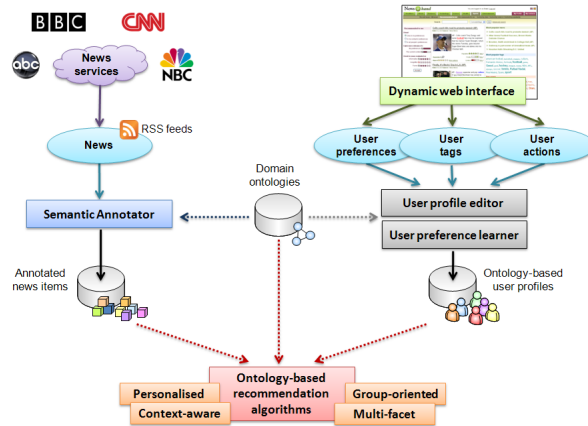 BBC
CNN
abc
NBC
News
services
Dynamic web interface
RSS feeds
News
User
preferences
User
tags
User
actions
Domain
ontologies
Semantic Annotator
User profile editor
User preference learner
Annotated
news items
Ontology-based
user profiles
Ontology-based
recommendation
algorithms
Personalised
Context-aware
Group-oriented
Multi-facet